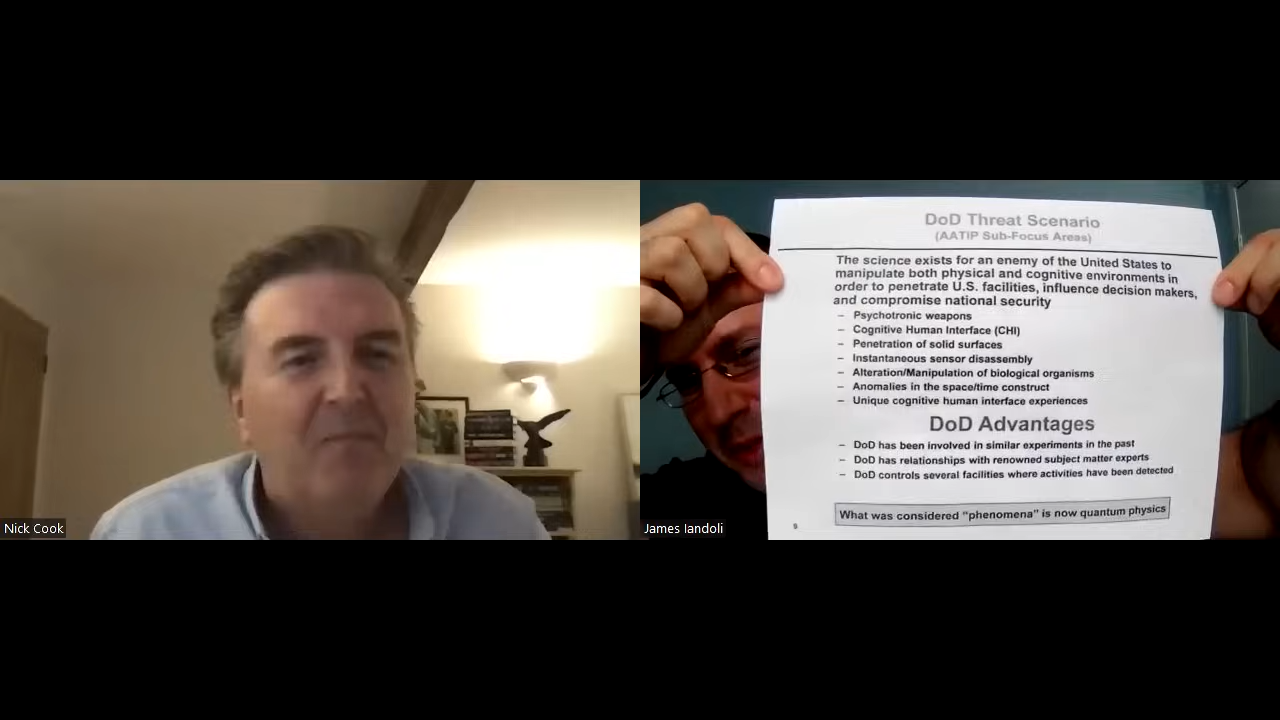 DoD Threat Scenario
(AATIP Sub-Focus Areas)
The science exists for an enemy of the United States to
manipulate both physical and cognitive environments in
order to penetrate U.S. facilities, influence decision makers,
and compromise national security
– Psychotronic weapons
– Cognitive Human Interface (CHI)
– Penetration of solid surfaces
– Instantaneous sensor disassembly
– Alteration/Manipulation of biological organisms
– Anomalies in the space/time construct
– Unique cognitive human interface experiences
DoD Advantages
– DoD has been involved in similar experiments in the past
– DoD has relationships with renowned subject matter experts
– DoD controls several facilities where activities have been detected
What was considered “phenomena” is now quantum physics
Nick Cook
James Iandoli